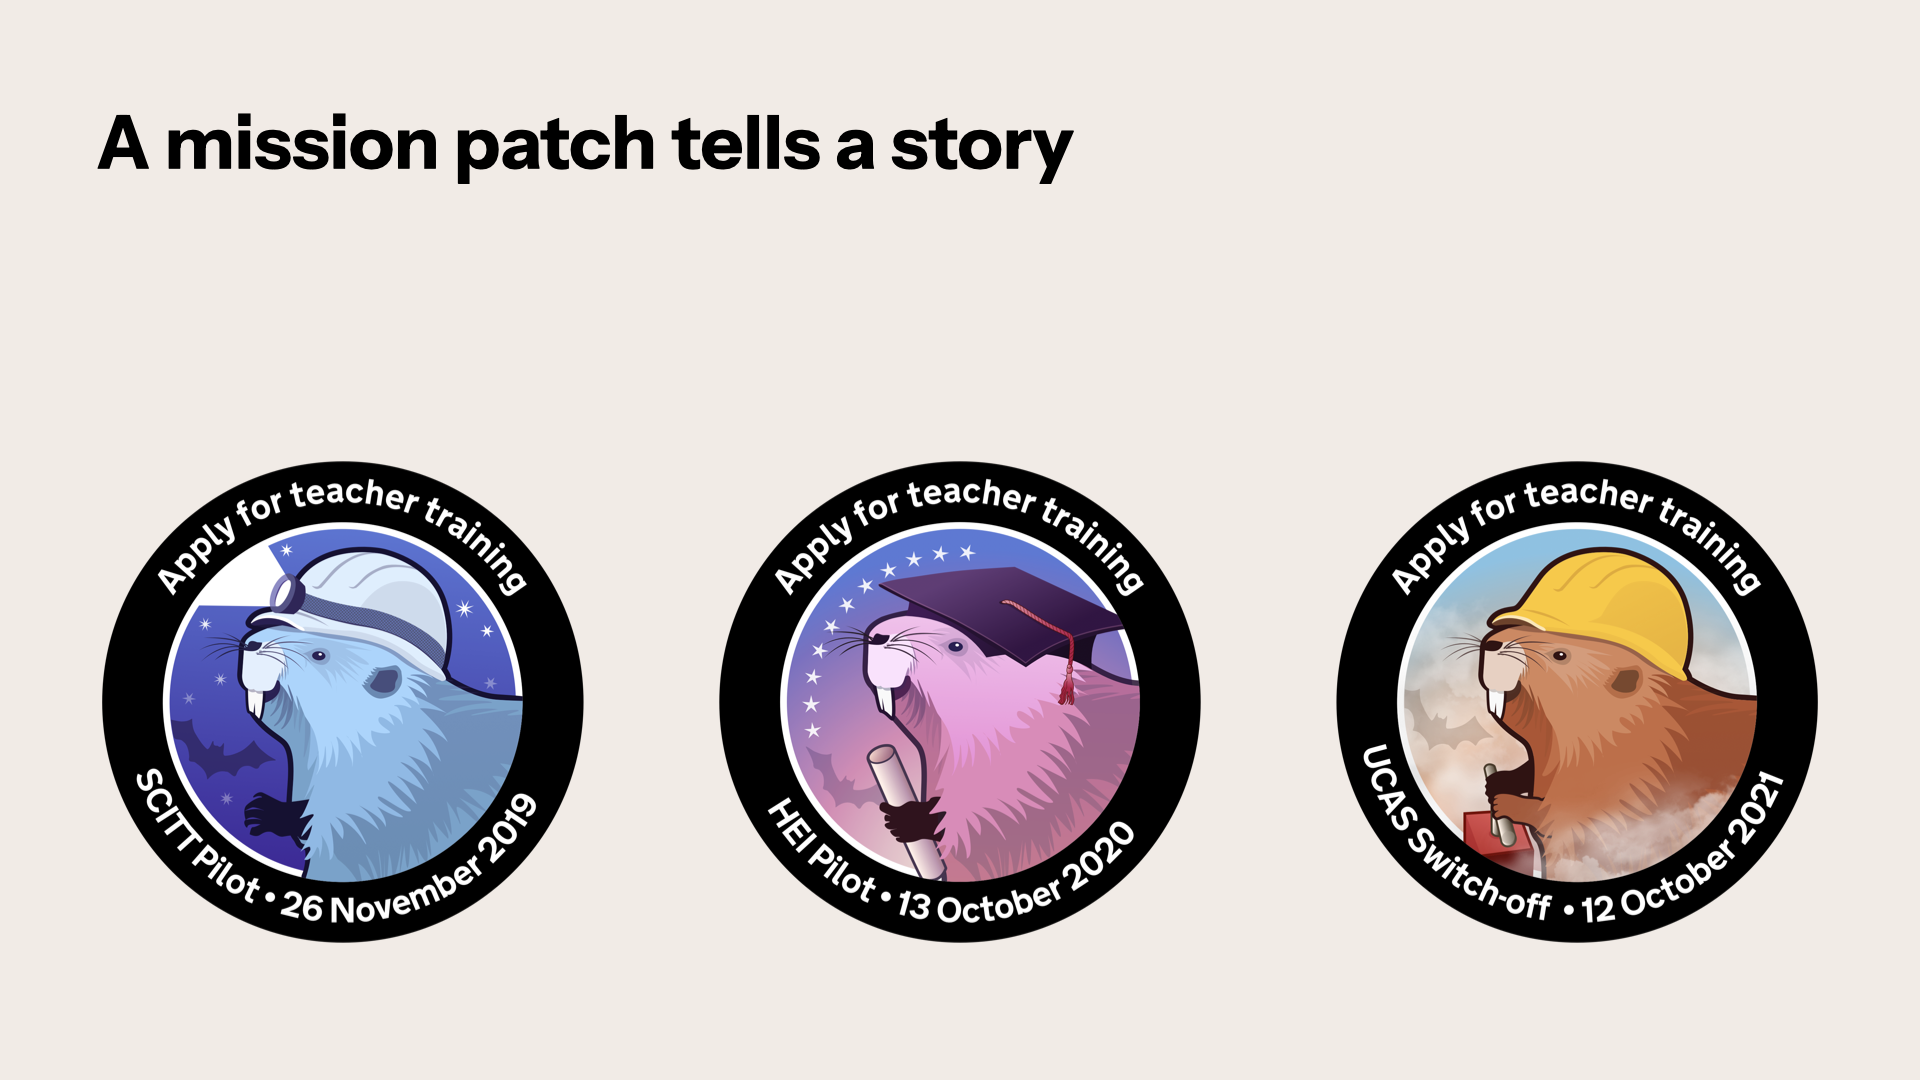 A mission patch tells a story
Apply for teacher training
SCITT Pilot • 26 November 2019
Apply for teacher training
HEI Pilot • 13 October 2020
Apply for teacher training
UCAS Switch-off • 12 October 2021